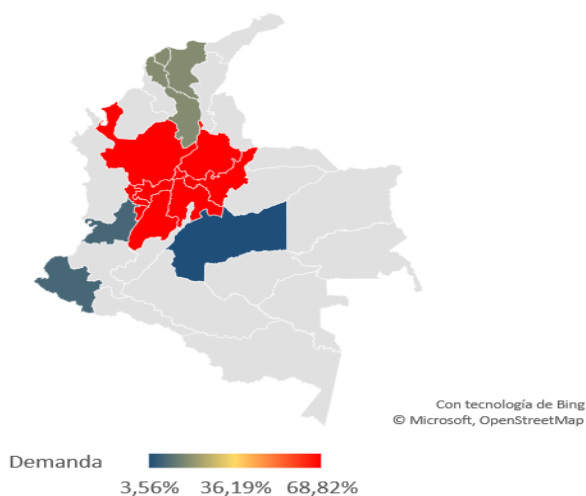 Con tecnología de Bing
© Microsoft, OpenStreetMap
Demanda
3,56% 36,19% 68,82%